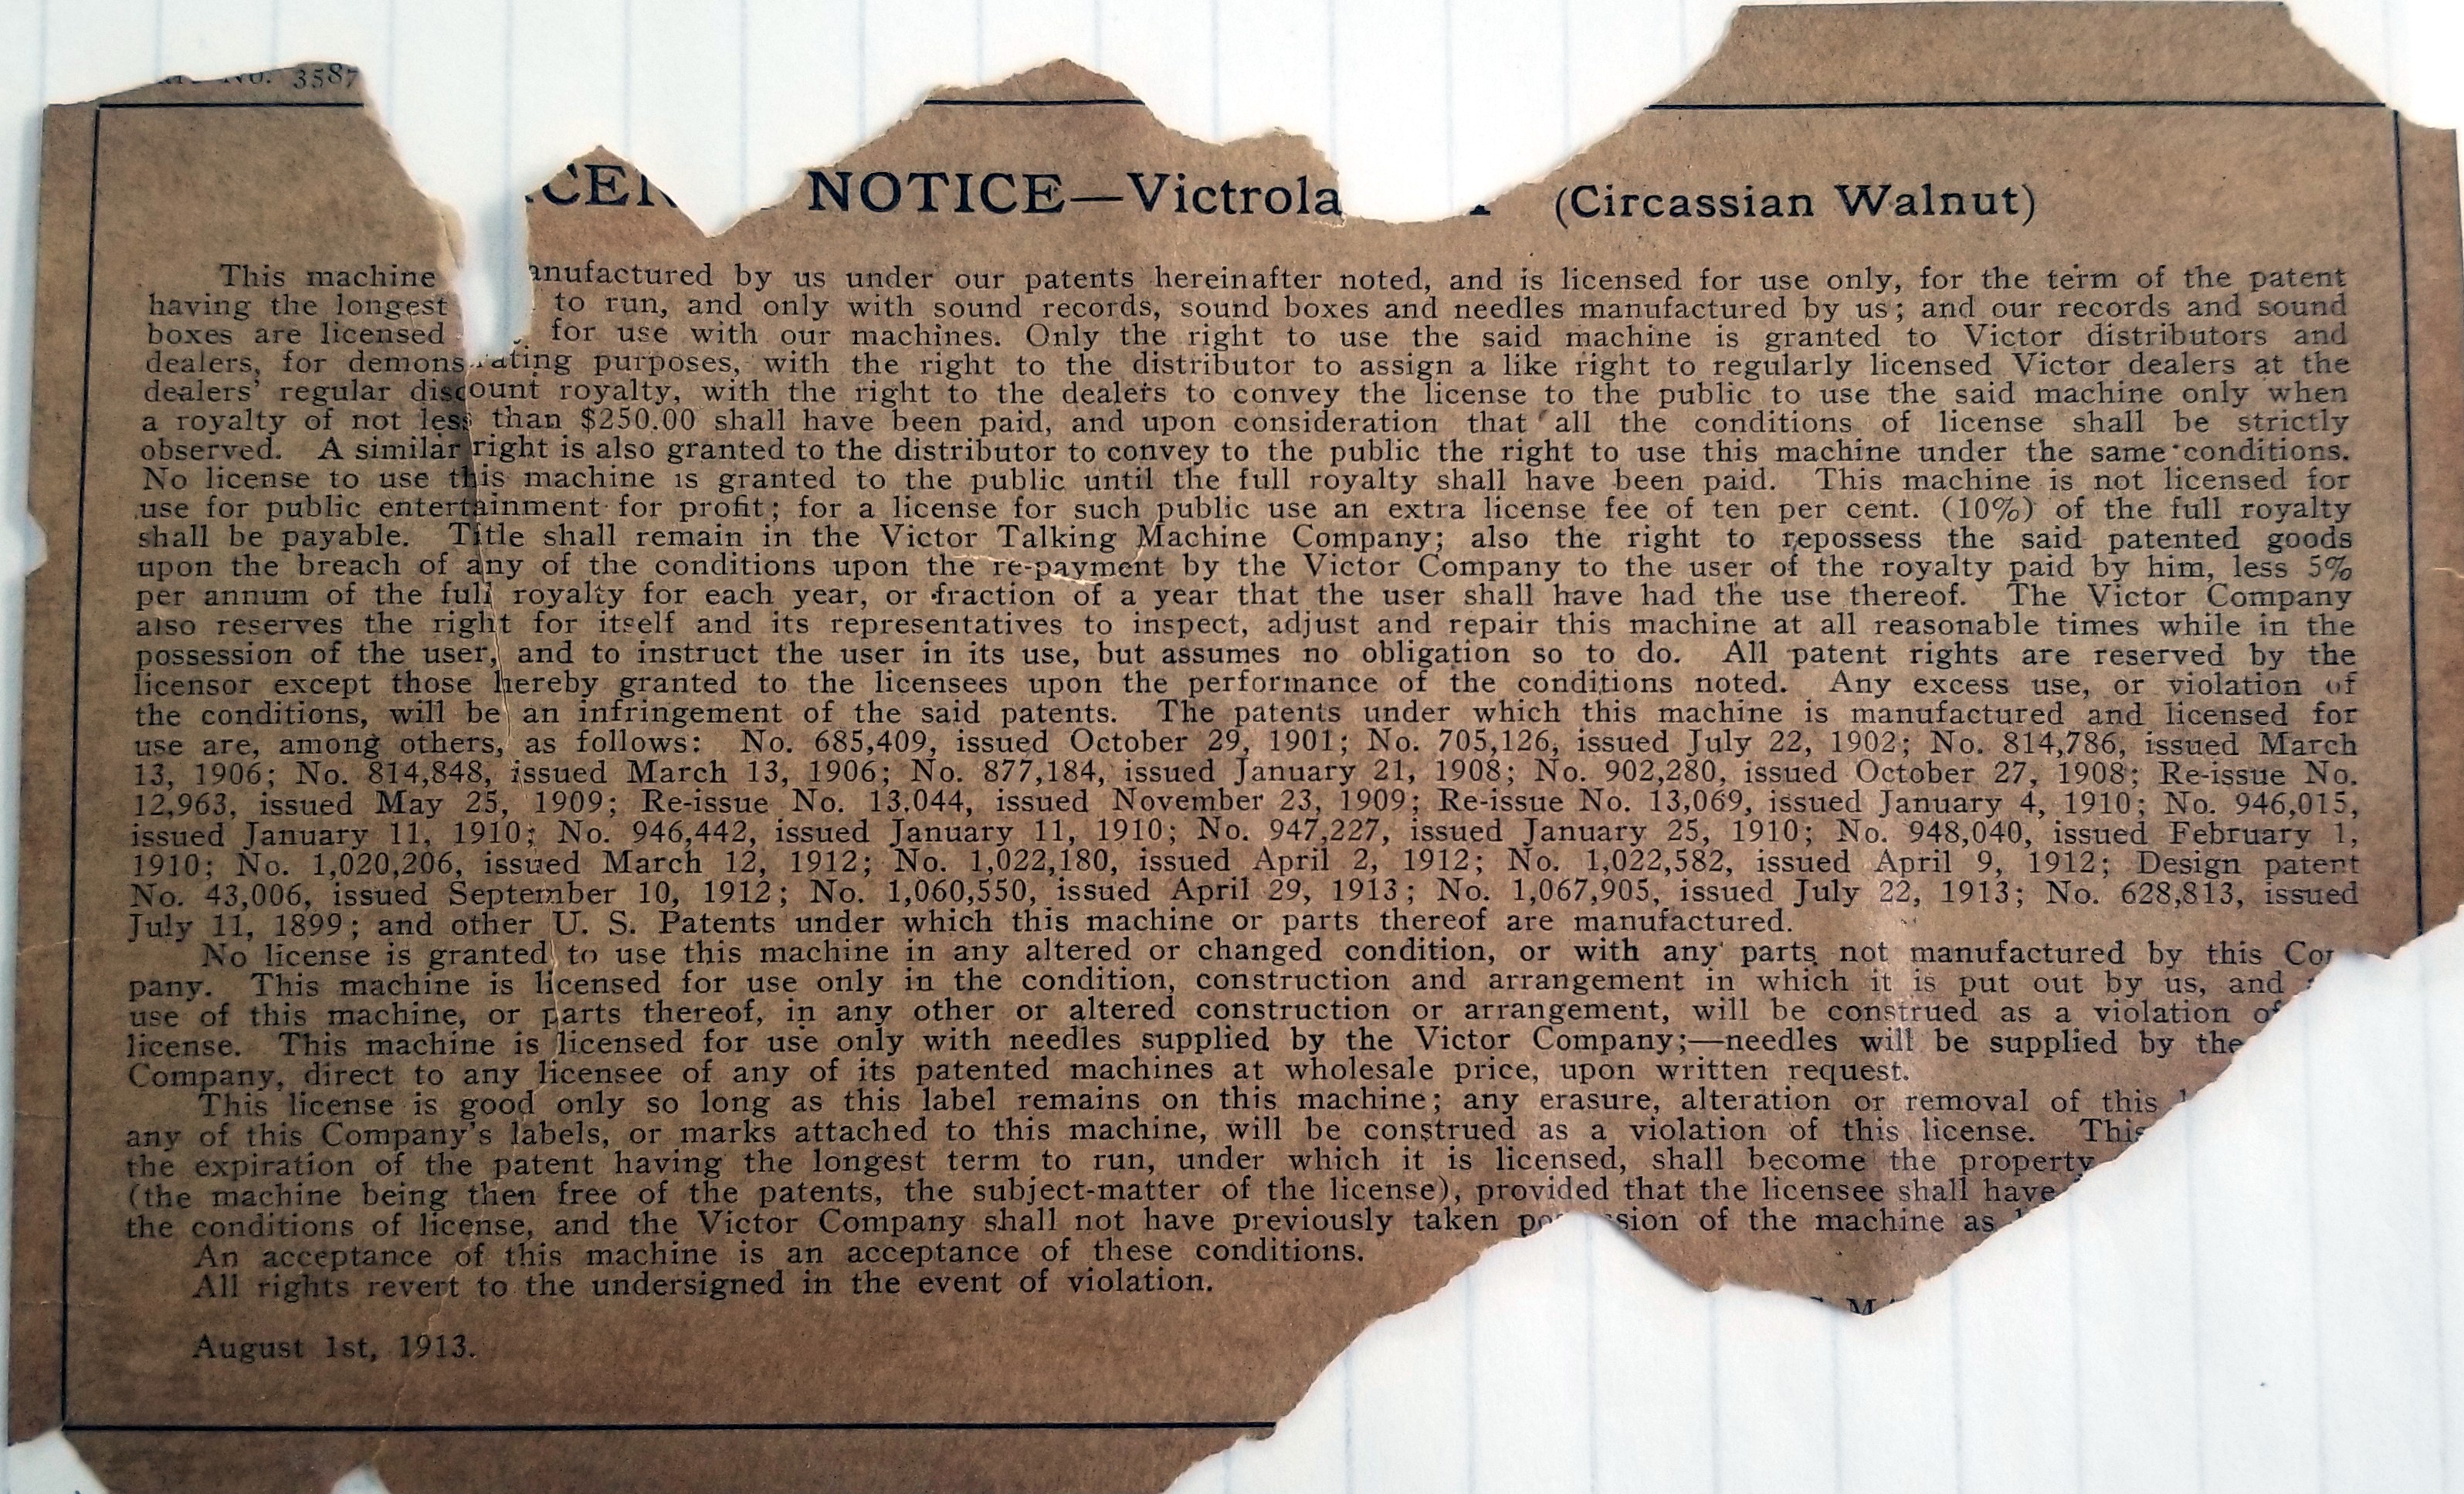 No. 3587
NOTICE—Victrola (Circassian Walnut)
This machine by us under our patents hereinafter noted, and is licensed for use only, for the term of the patent
having the longest to run, and only with sound records, sound boxes and needles manufactured by us; and our records and sound
boxes are licensed for use with our machines. Only the right to use the said machine is granted to Victor distributors and
dealers, for demonstrating purposes, with the right to the distributor to assign a like right to regularly licensed Victor dealers at the
dealers' regular discount royalty, with the right to the dealers to convey the license to the public to use the said machine only when
a royalty of not less than $250.00 shall have been paid, and upon consideration that all the conditions of license shall be strictly
observed. A similar right is also granted to the distributor to convey to the public the right to use this machine under the same conditions.
No license to use this machine is granted to the public until the full royalty shall have been paid. This machine is not licensed for
use for public entertainment for profit; for a license for such public use an extra license fee of ten per cent. (10%) of the full royalty
shall be payable. Title shall remain in the Victor Talking Machine Company; also the right to repossess the said patented goods
upon the breach of any of the conditions upon the re-payment by the Victor Company to the user of the royalty paid by him, less 5%
per annum of the full royalty for each year, or fraction of a year that the user shall have had the use thereof. The Victor Company
also reserves the right for itself and its representatives to inspect, adjust and repair this machine at all reasonable times while in the
possession of the user, and to instruct the user in its use, but assumes no obligation so to do. All patent rights are reserved by the
licensor except those hereby granted to the licensees upon the performance of the conditions noted. Any excess use, or violation of
the conditions, will be an infringement of the said patents. The patents under which this machine is manufactured and licensed for
use are, among others, as follows: No. 685,409, issued October 29, 1901; No. 705,126, issued July 22, 1902; No. 814,786, issued March
13, 1906; No. 814,848, issued March 13, 1906; No. 877,184, issued January 21, 1908; No. 902,280, issued October 27, 1908; Re-issue No.
12,963, issued May 25, 1909; Re-issue No. 13,044, issued November 23, 1909; Re-issue No. 13,069, issued January 4, 1910; No. 946,015,
issued January 11, 1910; No. 946,442, issued January 11, 1910; No. 947,227, issued January 25, 1910; No. 948,040, issued February 1,
1910; No. 1,020,206, issued March 12, 1912; No. 1,022,180, issued April 2, 1912; No. 1,022,582, issued April 9, 1912; Design patent
No. 43,006, issued September 10, 1912; No. 1,060,550, issued April 29, 1913; No. 1,067,905, issued July 22, 1913; No. 628,813, issued
July 11, 1899; and other U. S. Patents under which this machine or parts thereof are manufactured.
No license is granted to use this machine in any altered or changed condition, or with any parts not manufactured by this
pany. This machine is licensed for use only in the condition, construction and arrangement in which it is put out by us, and
use of this machine, or parts thereof, in any other or altered construction or arrangement, will be construed as a violation of
license. This machine is licensed for use only with needles supplied by the Victor Company;—needles will be supplied by the
Company, direct to any licensee of any of its patented machines at wholesale price, upon written request.
This license is good only so long as this label remains on this machine; any erasure, alteration or removal of this
any of this Company's labels, or marks attached to this machine, will be construed as a violation of this license. This
the expiration of the patent having the longest term to run, under which it is licensed, shall become the property
(the machine being then free of the patents, the subject-matter of the license), provided that the licensee shall have
the conditions of license, and the Victor Company shall not have previously taken of the machine as
An acceptance of this machine is an acceptance of these conditions.
All rights revert to the undersigned in the event of violation.
August 1st, 1913.